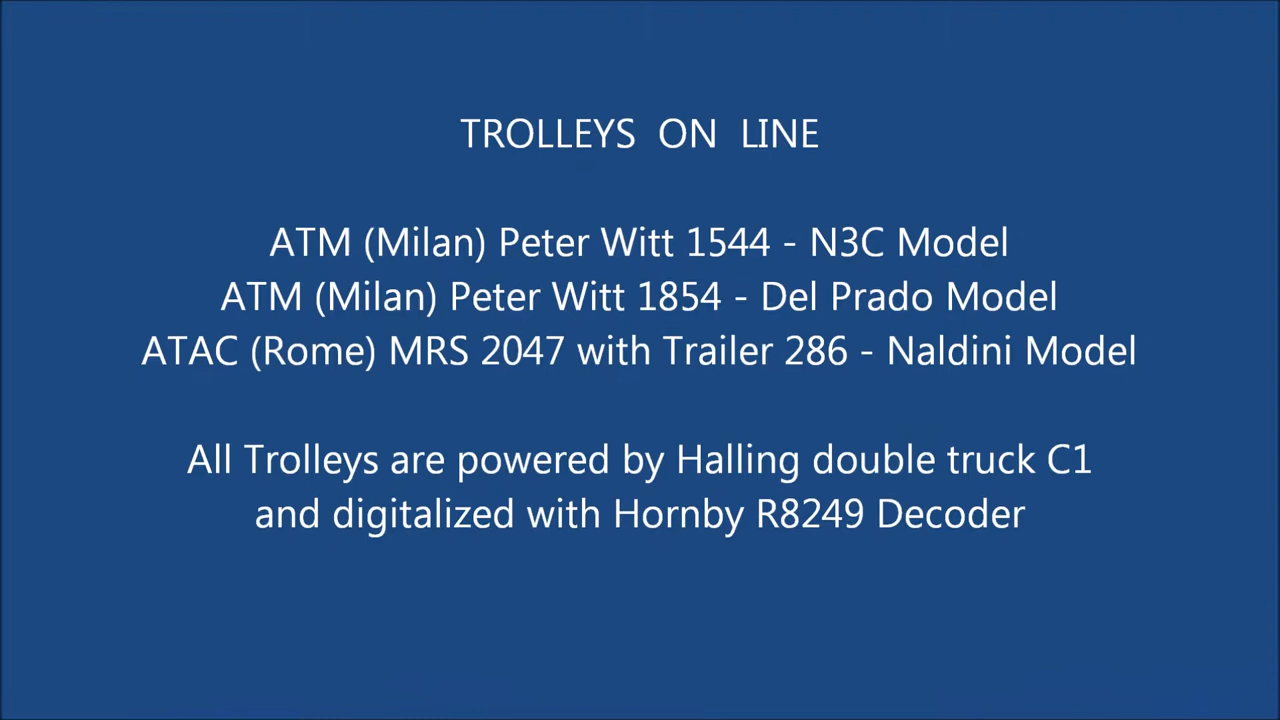 TROLLEYS ON LINE
ATM (Milan) Peter Witt 1544 - N3C Model
ATM (Milan) Peter Witt 1854 - Del Prado Model
ATAC (Rome) MRS 2047 with Trailer 286 - Naldini Model
All Trolleys are powered by Halling double truck C1
and digitalized with Hornby R8249 Decoder